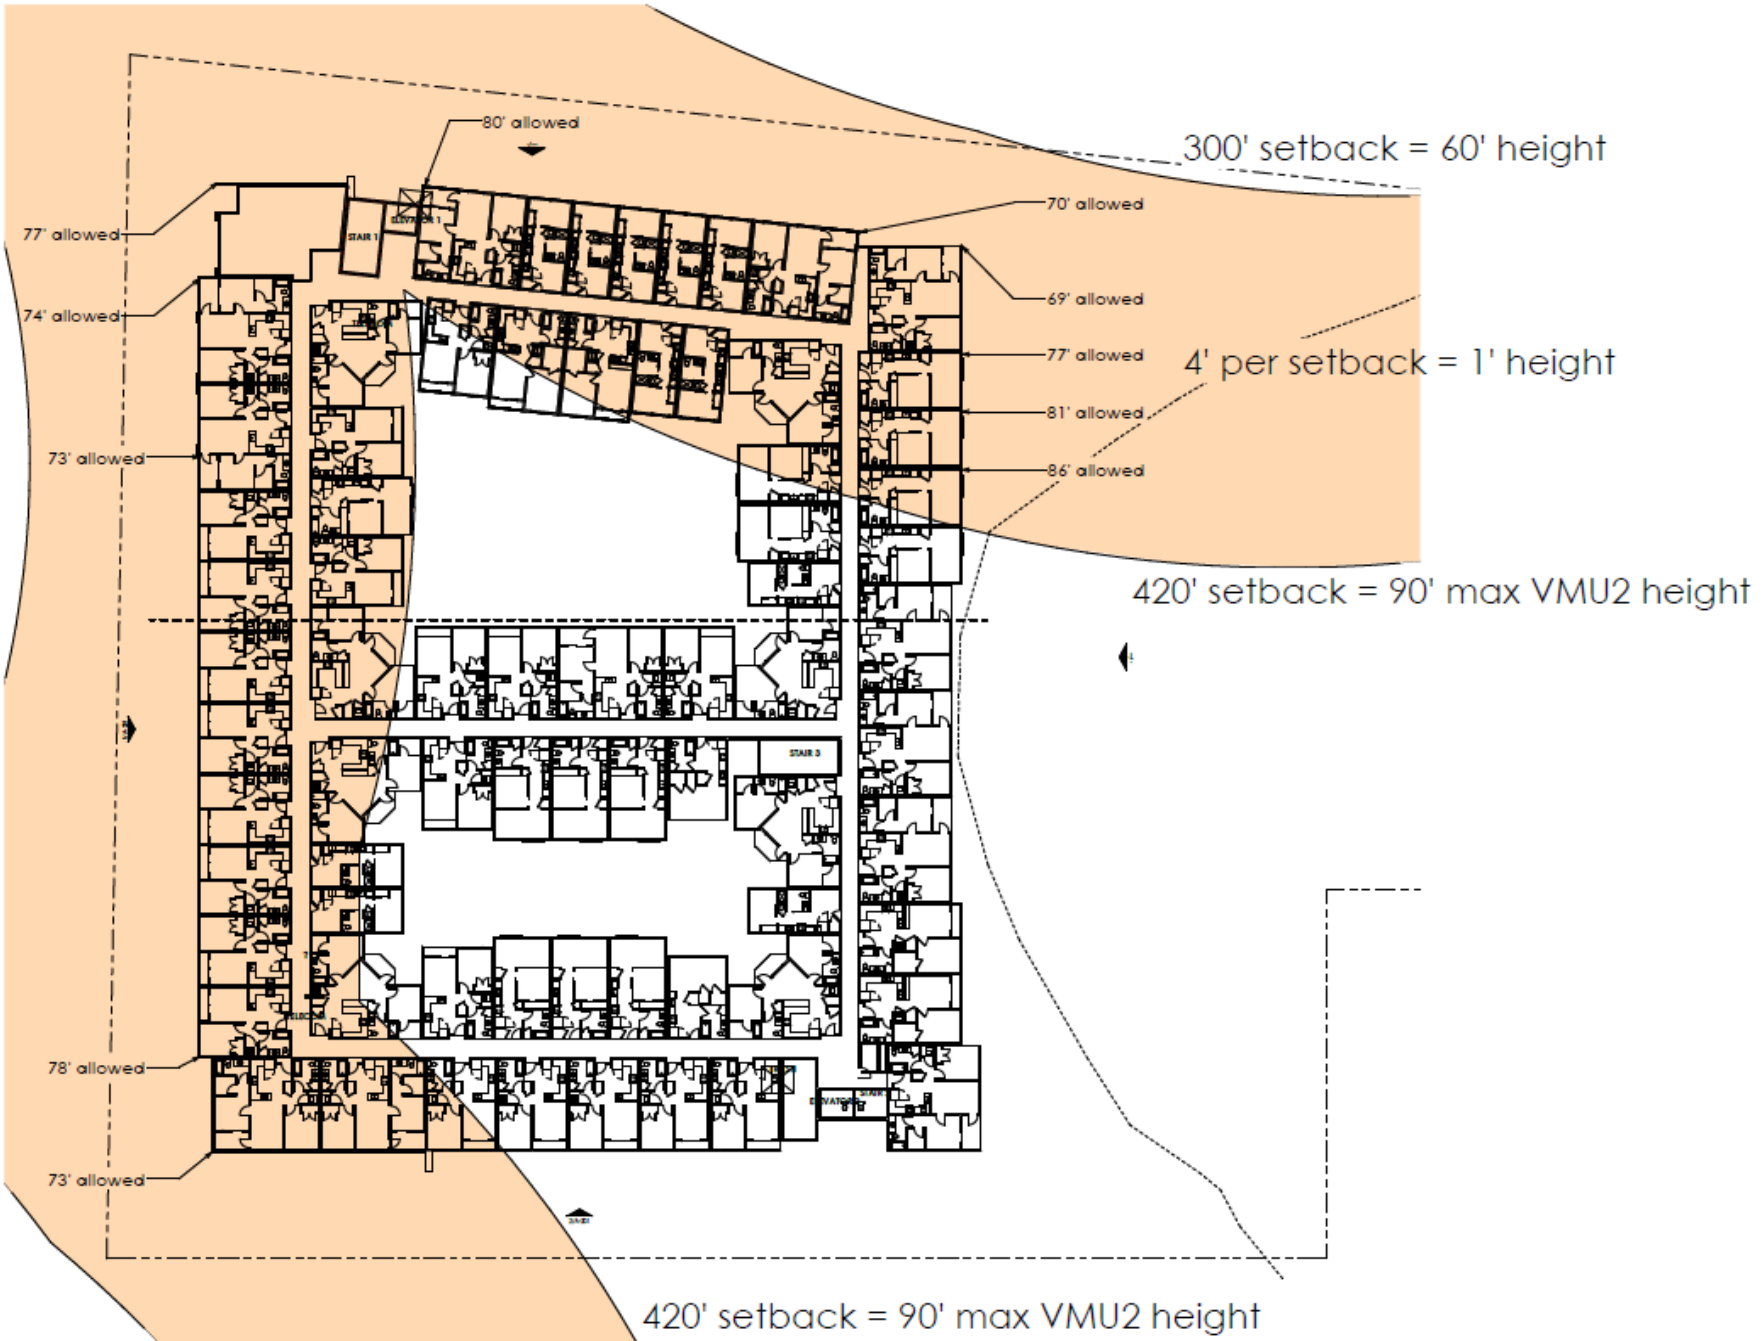 80' allowed
300' setback = 60' height
70' allowed
77' allowed
ELEVATOR 1
STAIR 1
69' allowed
74' allowed
77' allowed
4' per setback = 1' height
81' allowed
73' allowed
86' allowed
420' setback = 90' max VMU2 height
STAIR 3
78' allowed
73' allowed
420' setback = 90' max VMU2 height